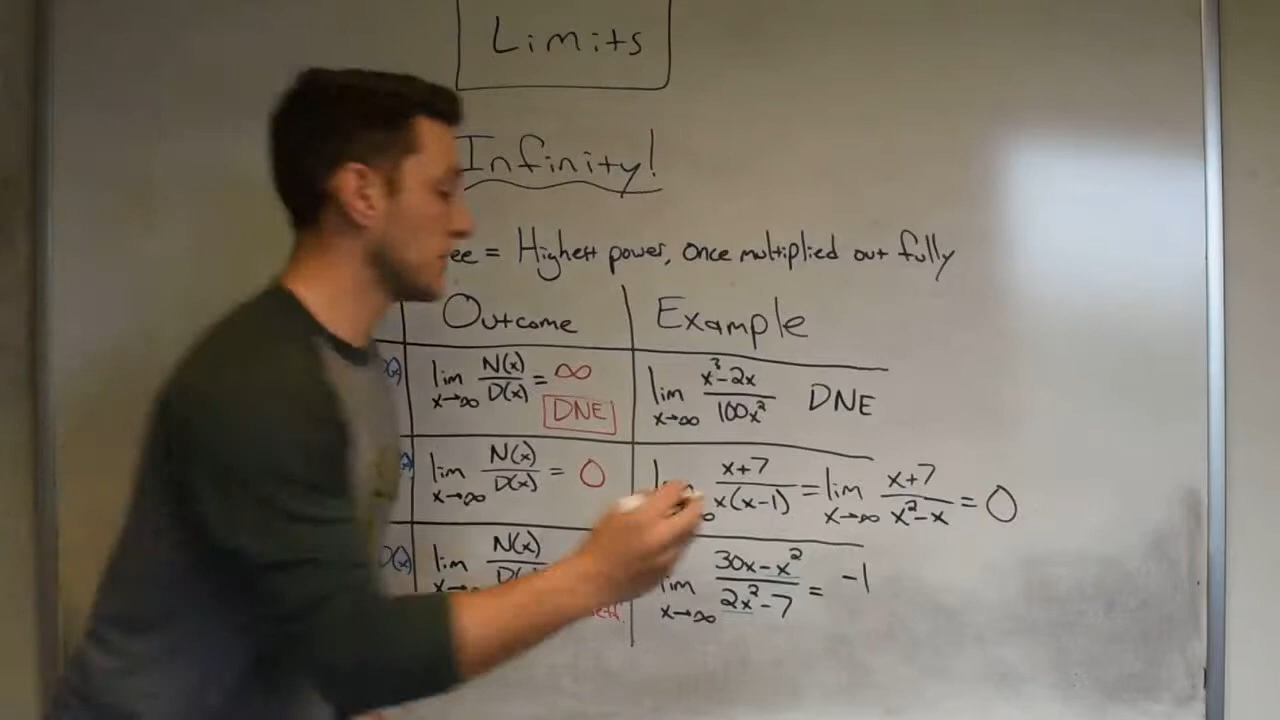 Limits
Infinity!
= Highest power, once multiplied out fully
Outcome Example
lim x→∞ N(x)/D(x) = ∞ DNE
lim x→∞ x³-2x/100x² DNE
lim x→∞ N(x)/D(x) = 0
x+7/x(x-1) = lim x→∞ x+7/x²-x = 0
lim x→∞ N(x)
lim x→∞ 30x-x²/2x²-7 = -1